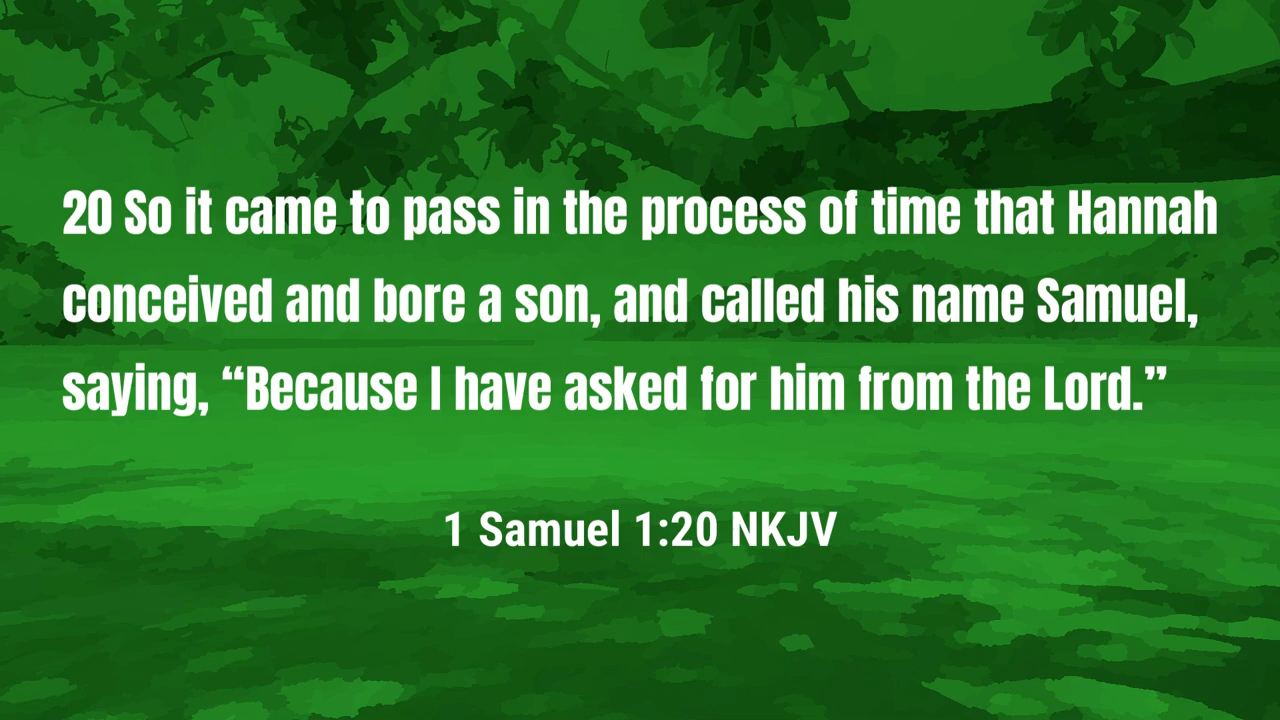 20 So it came to pass in the process of time that Hannah
conceived and bore a son, and called his name Samuel,
saying, “Because I have asked for him from the Lord.”
1 Samuel 1:20 NKJV